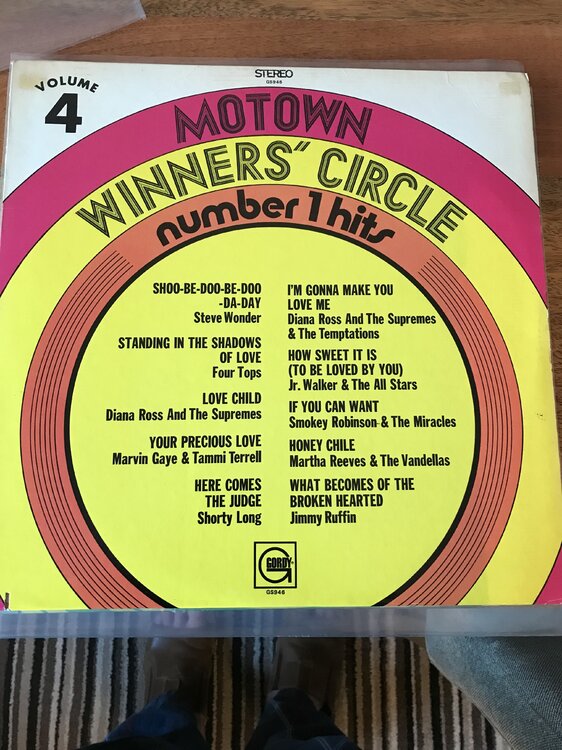 VOLUME
4
STEREO
GS946
MOTOWN
WINNERS' CIRCLE
number 1 hits
SHOO-BE-DOO-BE-DOO
-DA-DAY
Steve Wonder
STANDING IN THE SHADOWS
OF LOVE
Four Tops
LOVE CHILD
Diana Ross And The Supremes
YOUR PRECIOUS LOVE
Marvin Gaye & Tammi Terrell
HERE COMES
THE JUDGE
Shorty Long
I'M GONNA MAKE YOU
LOVE ME
Diana Ross And The Supremes
& The Temptations
HOW SWEET IT IS
(TO BE LOVED BY YOU)
Jr. Walker & The All Stars
IF YOU CAN WANT
Smokey Robinson & The Miracles
HONEY CHILE
Martha Reeves & The Vandellas
WHAT BECOMES OF THE
BROKEN HEARTED
Jimmy Ruffin
GORDY
GS946